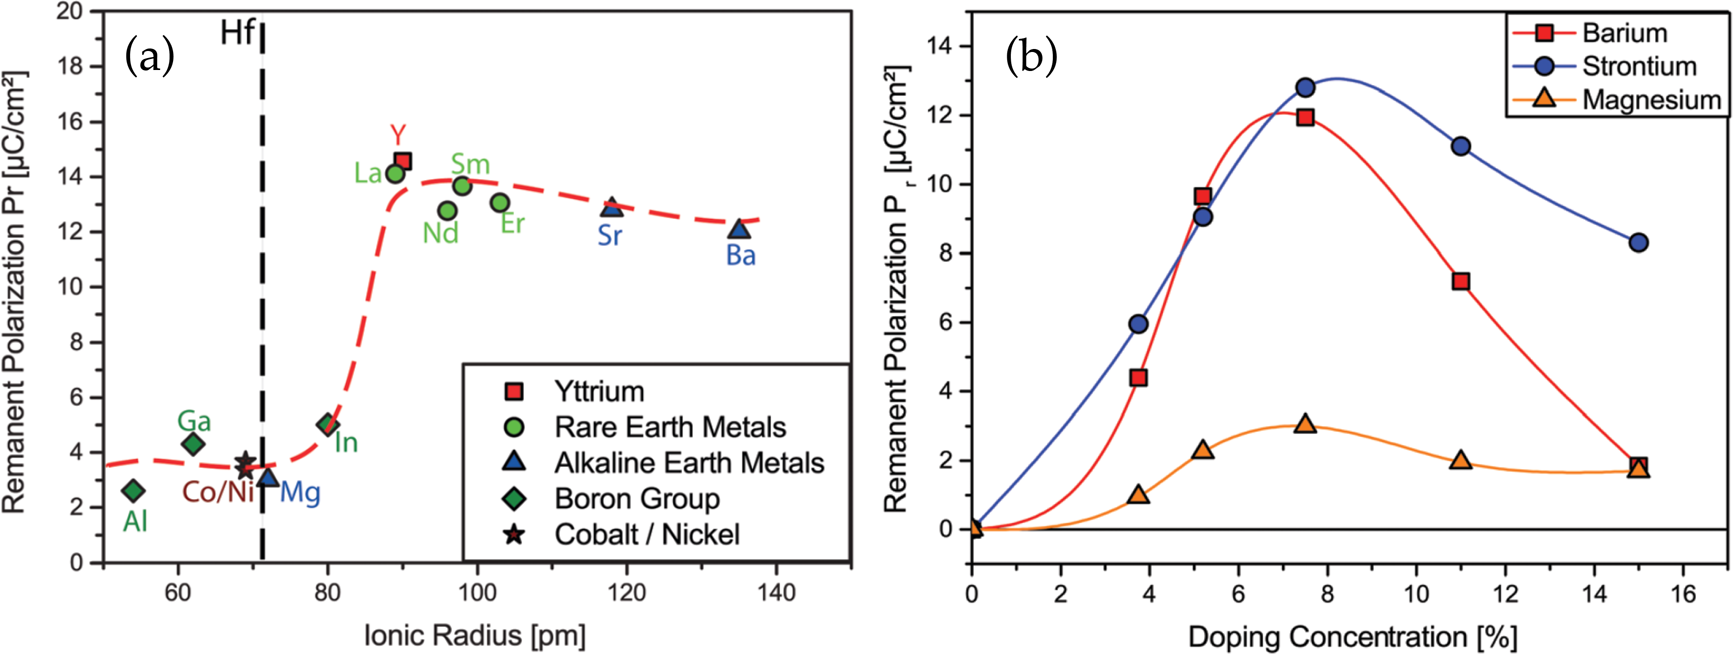 (a)
Hf
20
18
16
14
12
10
8
6
4
2
0
Remanent Polarization Pr [µC/cm²]
Y
La
Sm
Nd
Er
Sr
Ba
Ga
In
Co/Ni
Mg
Al
Yttrium
Rare Earth Metals
Alkaline Earth Metals
Boron Group
Cobalt / Nickel
60 80 100 120 140
Ionic Radius [pm]
(b)
Barium
Strontium
Magnesium
14
12
10
8
6
4
2
0
Remanent Polarization P r [µC/cm²]
0 2 4 6 8 10 12 14 16
Doping Concentration [%]